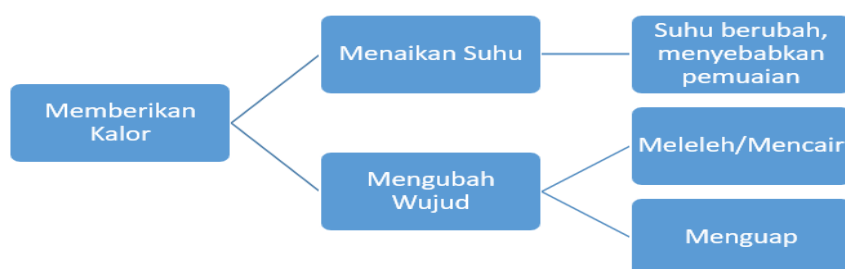 Memberikan
Kalor
Menaikan Suhu
Suhu berubah,
menyebabkan
pemuaian
Mengubah
Wujud
Meleleh/Mencair
Menguap